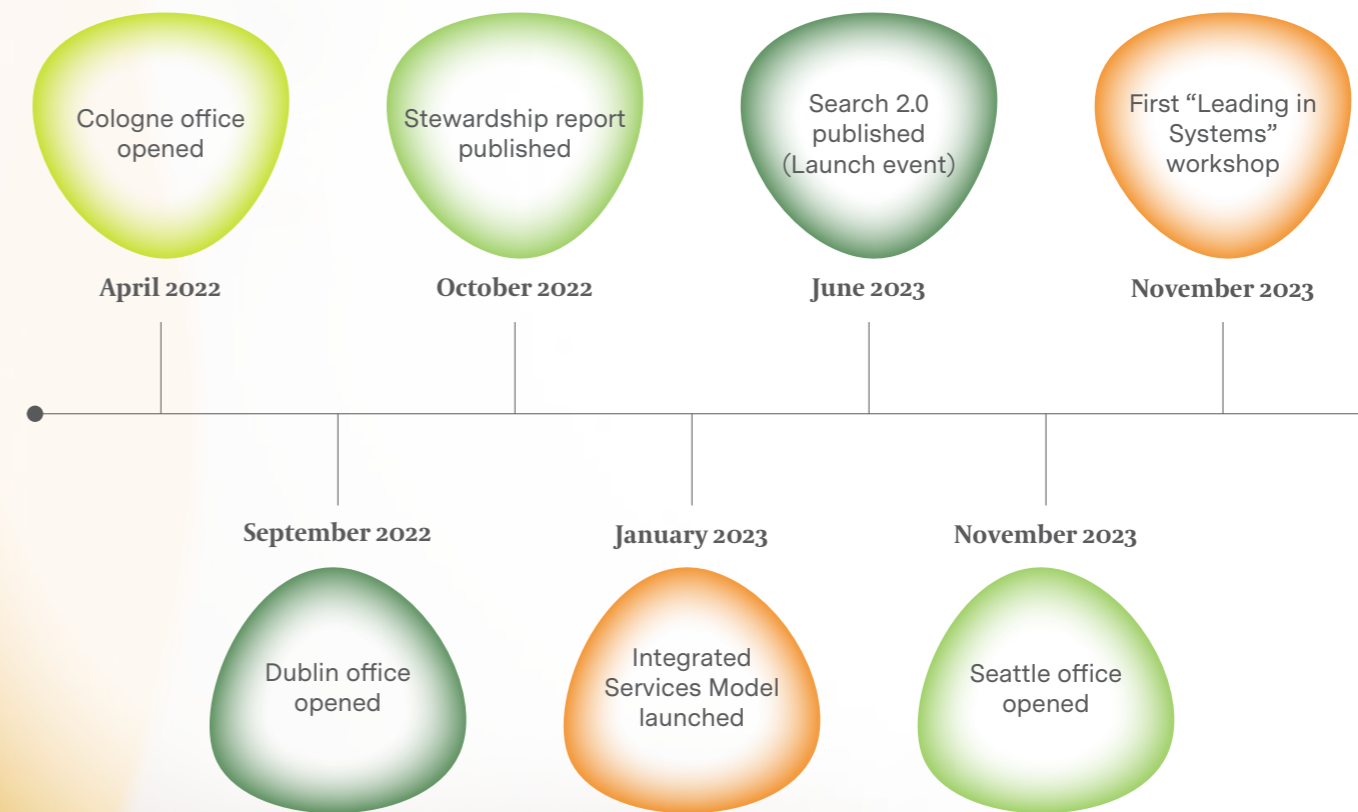 Cologne office
opened
April 2022
Stewardship report
published
October 2022
Search 2.0
published
(Launch event)
June 2023
First “Leading in
Systems”
workshop
November 2023
September 2022
Dublin office
opened
January 2023
Integrated
Services Model
launched
November 2023
Seattle office
opened